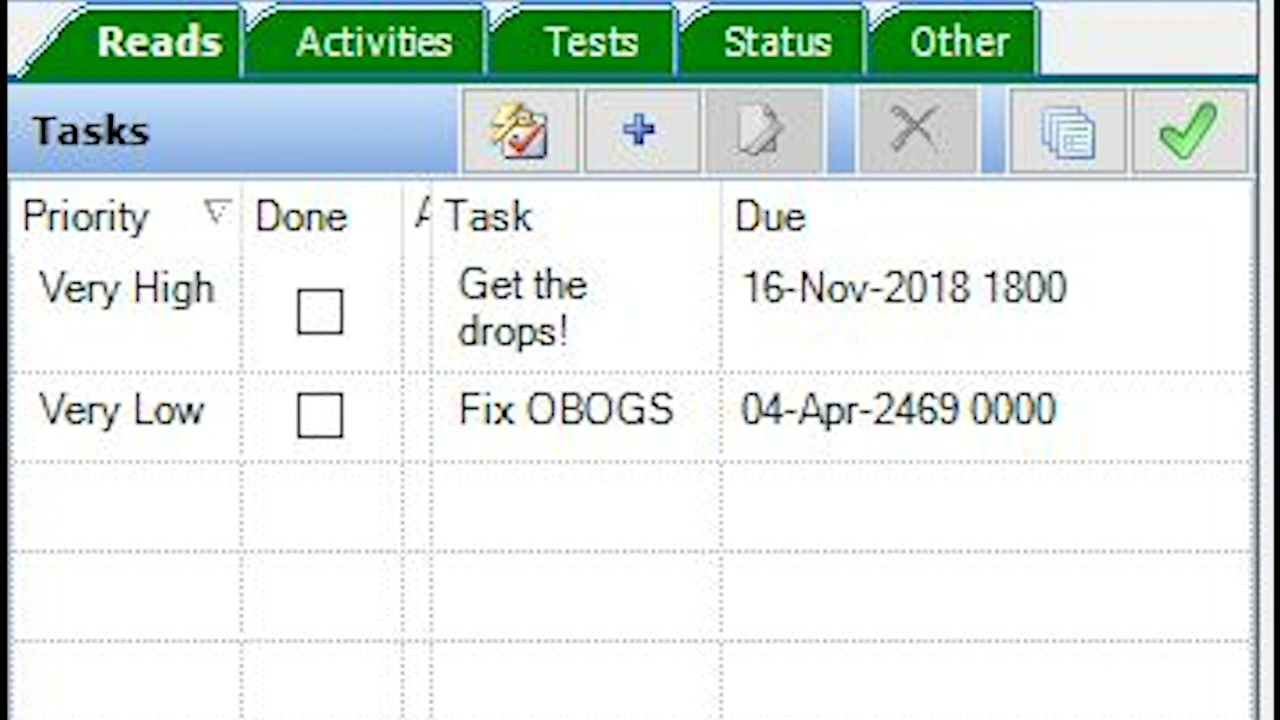 Reads Activities Tests Status Other
Tasks
Priority Done A Task Due
Very High Get the 16-Nov-2018 1800
drops!
Very Low Fix OBOGS 04-Apr-2469 0000